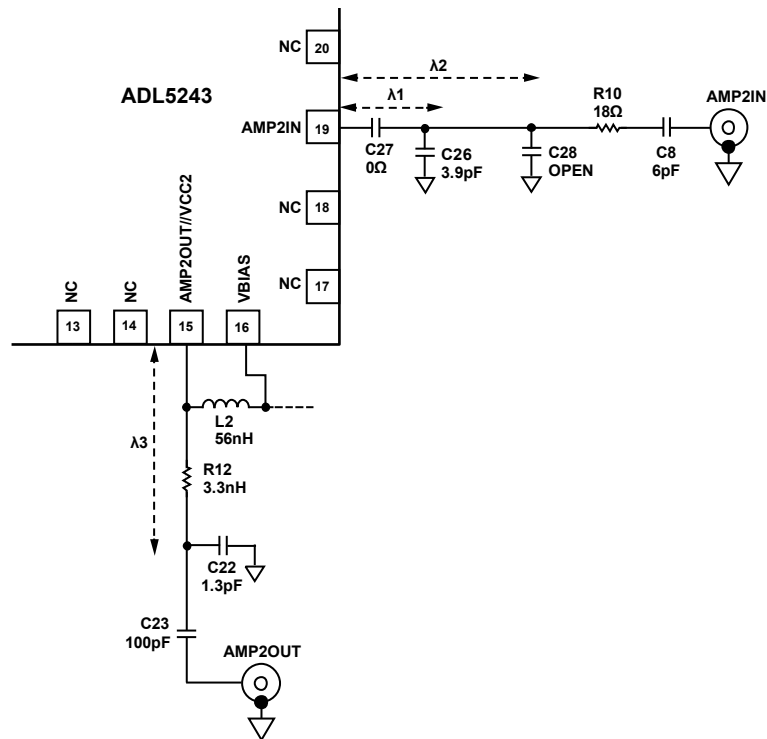 NC
20
λ2
ADL5243
λ1
R10
18Ω
AMP2IN
AMP2IN
19
C27
0Ω
C26
3.9pF
C28
OPEN
C8
6pF
NC
18
NC
17
NC
NC
AMP2OUT//VCC2
VBIAS
13
14
15
16
λ3
L2
56nH
R12
3.3nH
C22
1.3pF
C23
100pF
AMP2OUT